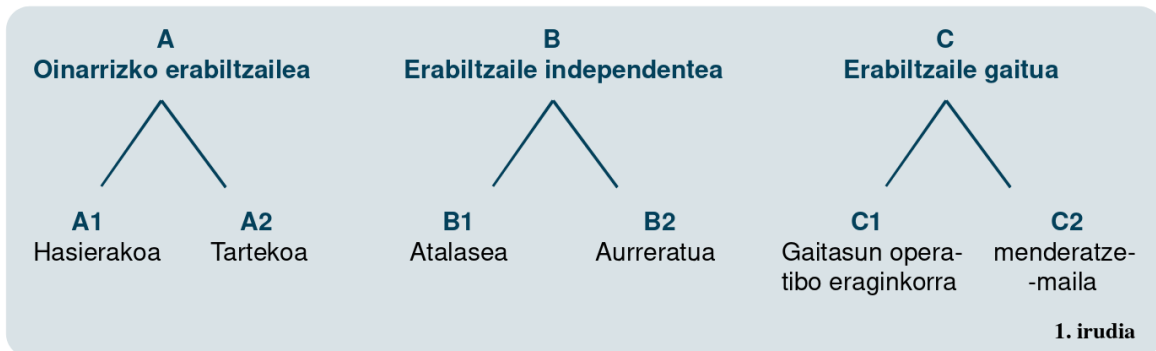 A
Oinarrizko erabiltzailea
B
Erabiltzaile independentea
C
Erabiltzaile gaitua
A1
Hasierakoa
A2
Tartekoa
B1
Atalasea
B2
Aurreratua
C1
Gaitasun opera-
tibo eraginkorra
C2
menderatze-
-maila
1. irudia